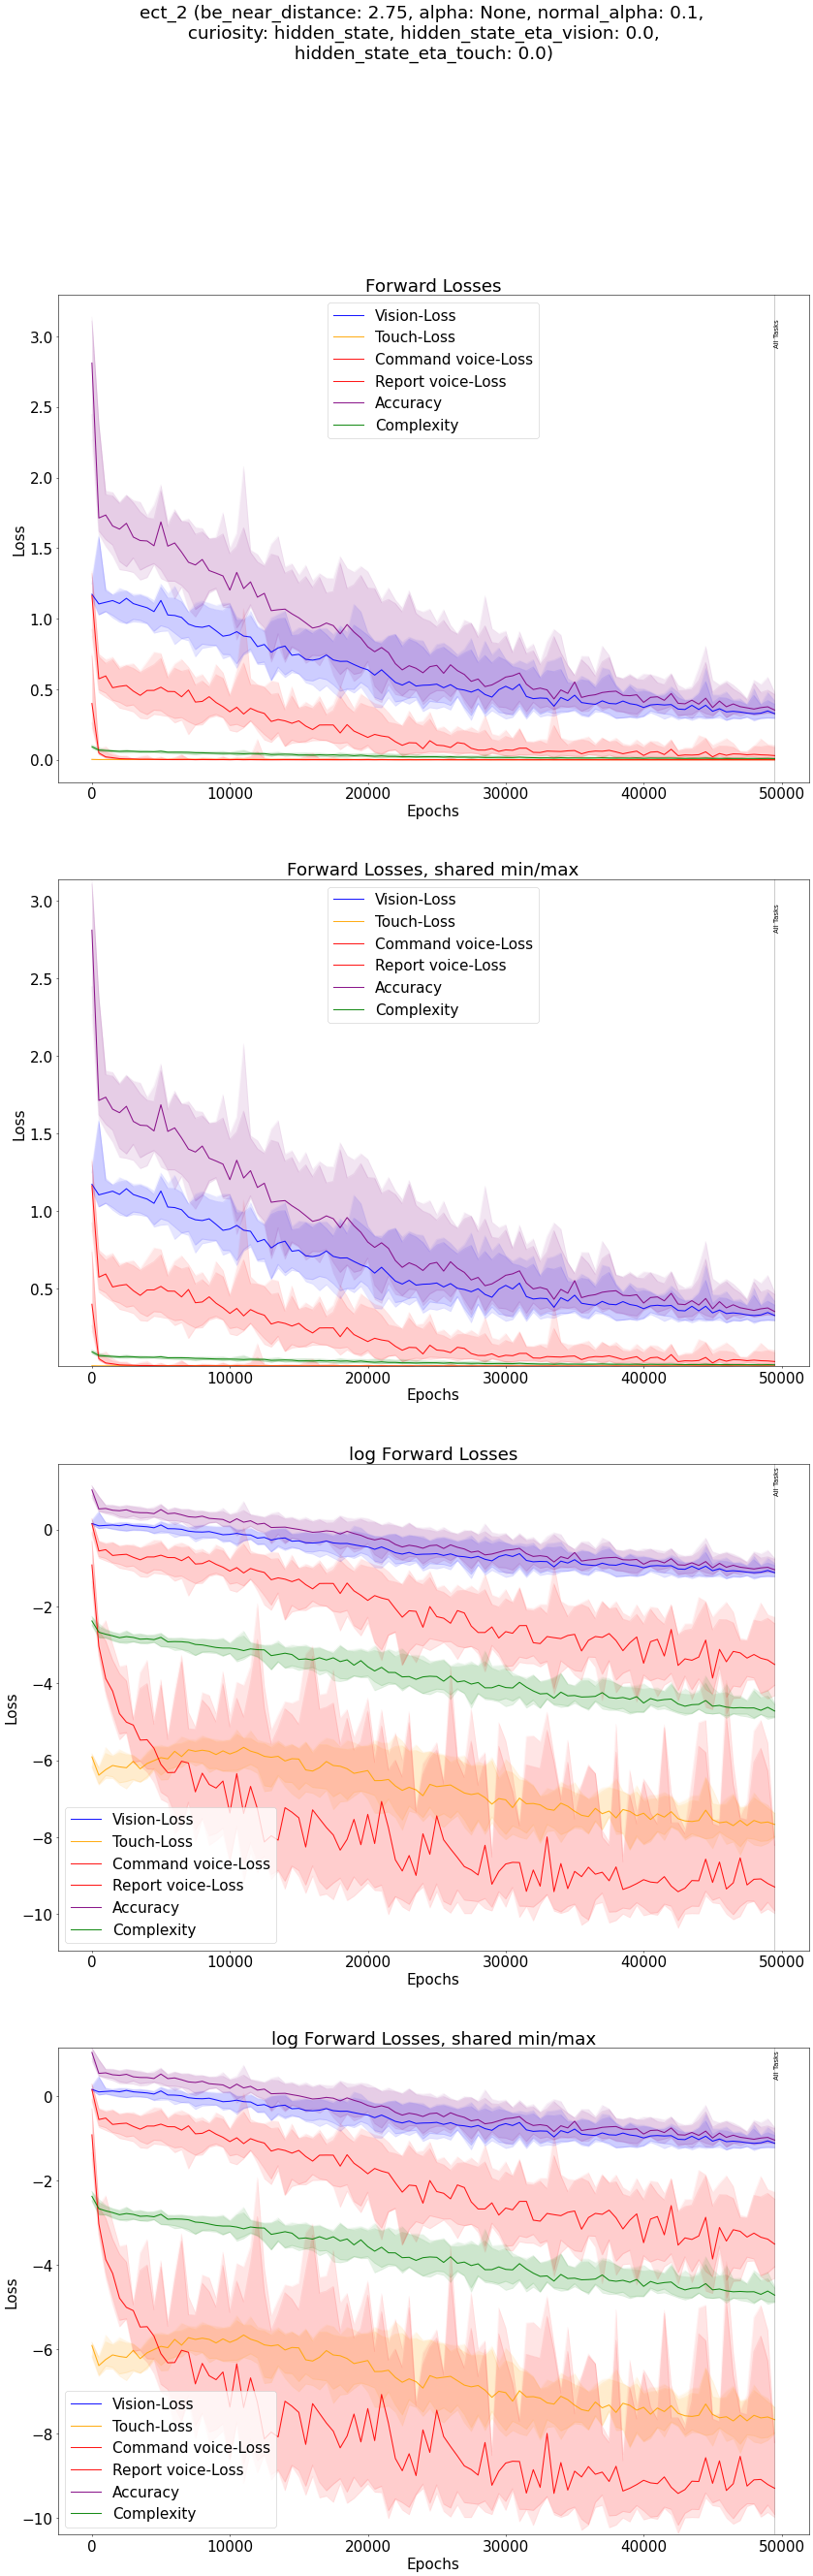 ect_2 (be_near_distance: 2.75, alpha: None, normal_alpha: 0.1,
curiosity: hidden_state, hidden_state_eta_vision: 0.0,
hidden_state_eta_touch: 0.0)
Forward Losses
Vision-Loss
Touch-Loss
Command voice-Loss
Report voice-Loss
Accuracy
Complexity
All Tasks
3.0
2.5
2.0
1.5
1.0
0.5
0.0
Loss
0 10000 20000 30000 40000 50000
Epochs
Forward Losses, shared min/max
Vision-Loss
Touch-Loss
Command voice-Loss
Report voice-Loss
Accuracy
Complexity
All Tasks
3.0
2.5
2.0
1.5
1.0
0.5
Loss
0 10000 20000 30000 40000 50000
Epochs
log Forward Losses
All Tasks
0
−2
−4
−6
−8
−10
Loss
Vision-Loss
Touch-Loss
Command voice-Loss
Report voice-Loss
Accuracy
Complexity
0 10000 20000 30000 40000 50000
Epochs
log Forward Losses, shared min/max
All Tasks
0
−2
−4
−6
−8
−10
Loss
Vision-Loss
Touch-Loss
Command voice-Loss
Report voice-Loss
Accuracy
Complexity
0 10000 20000 30000 40000 50000
Epochs